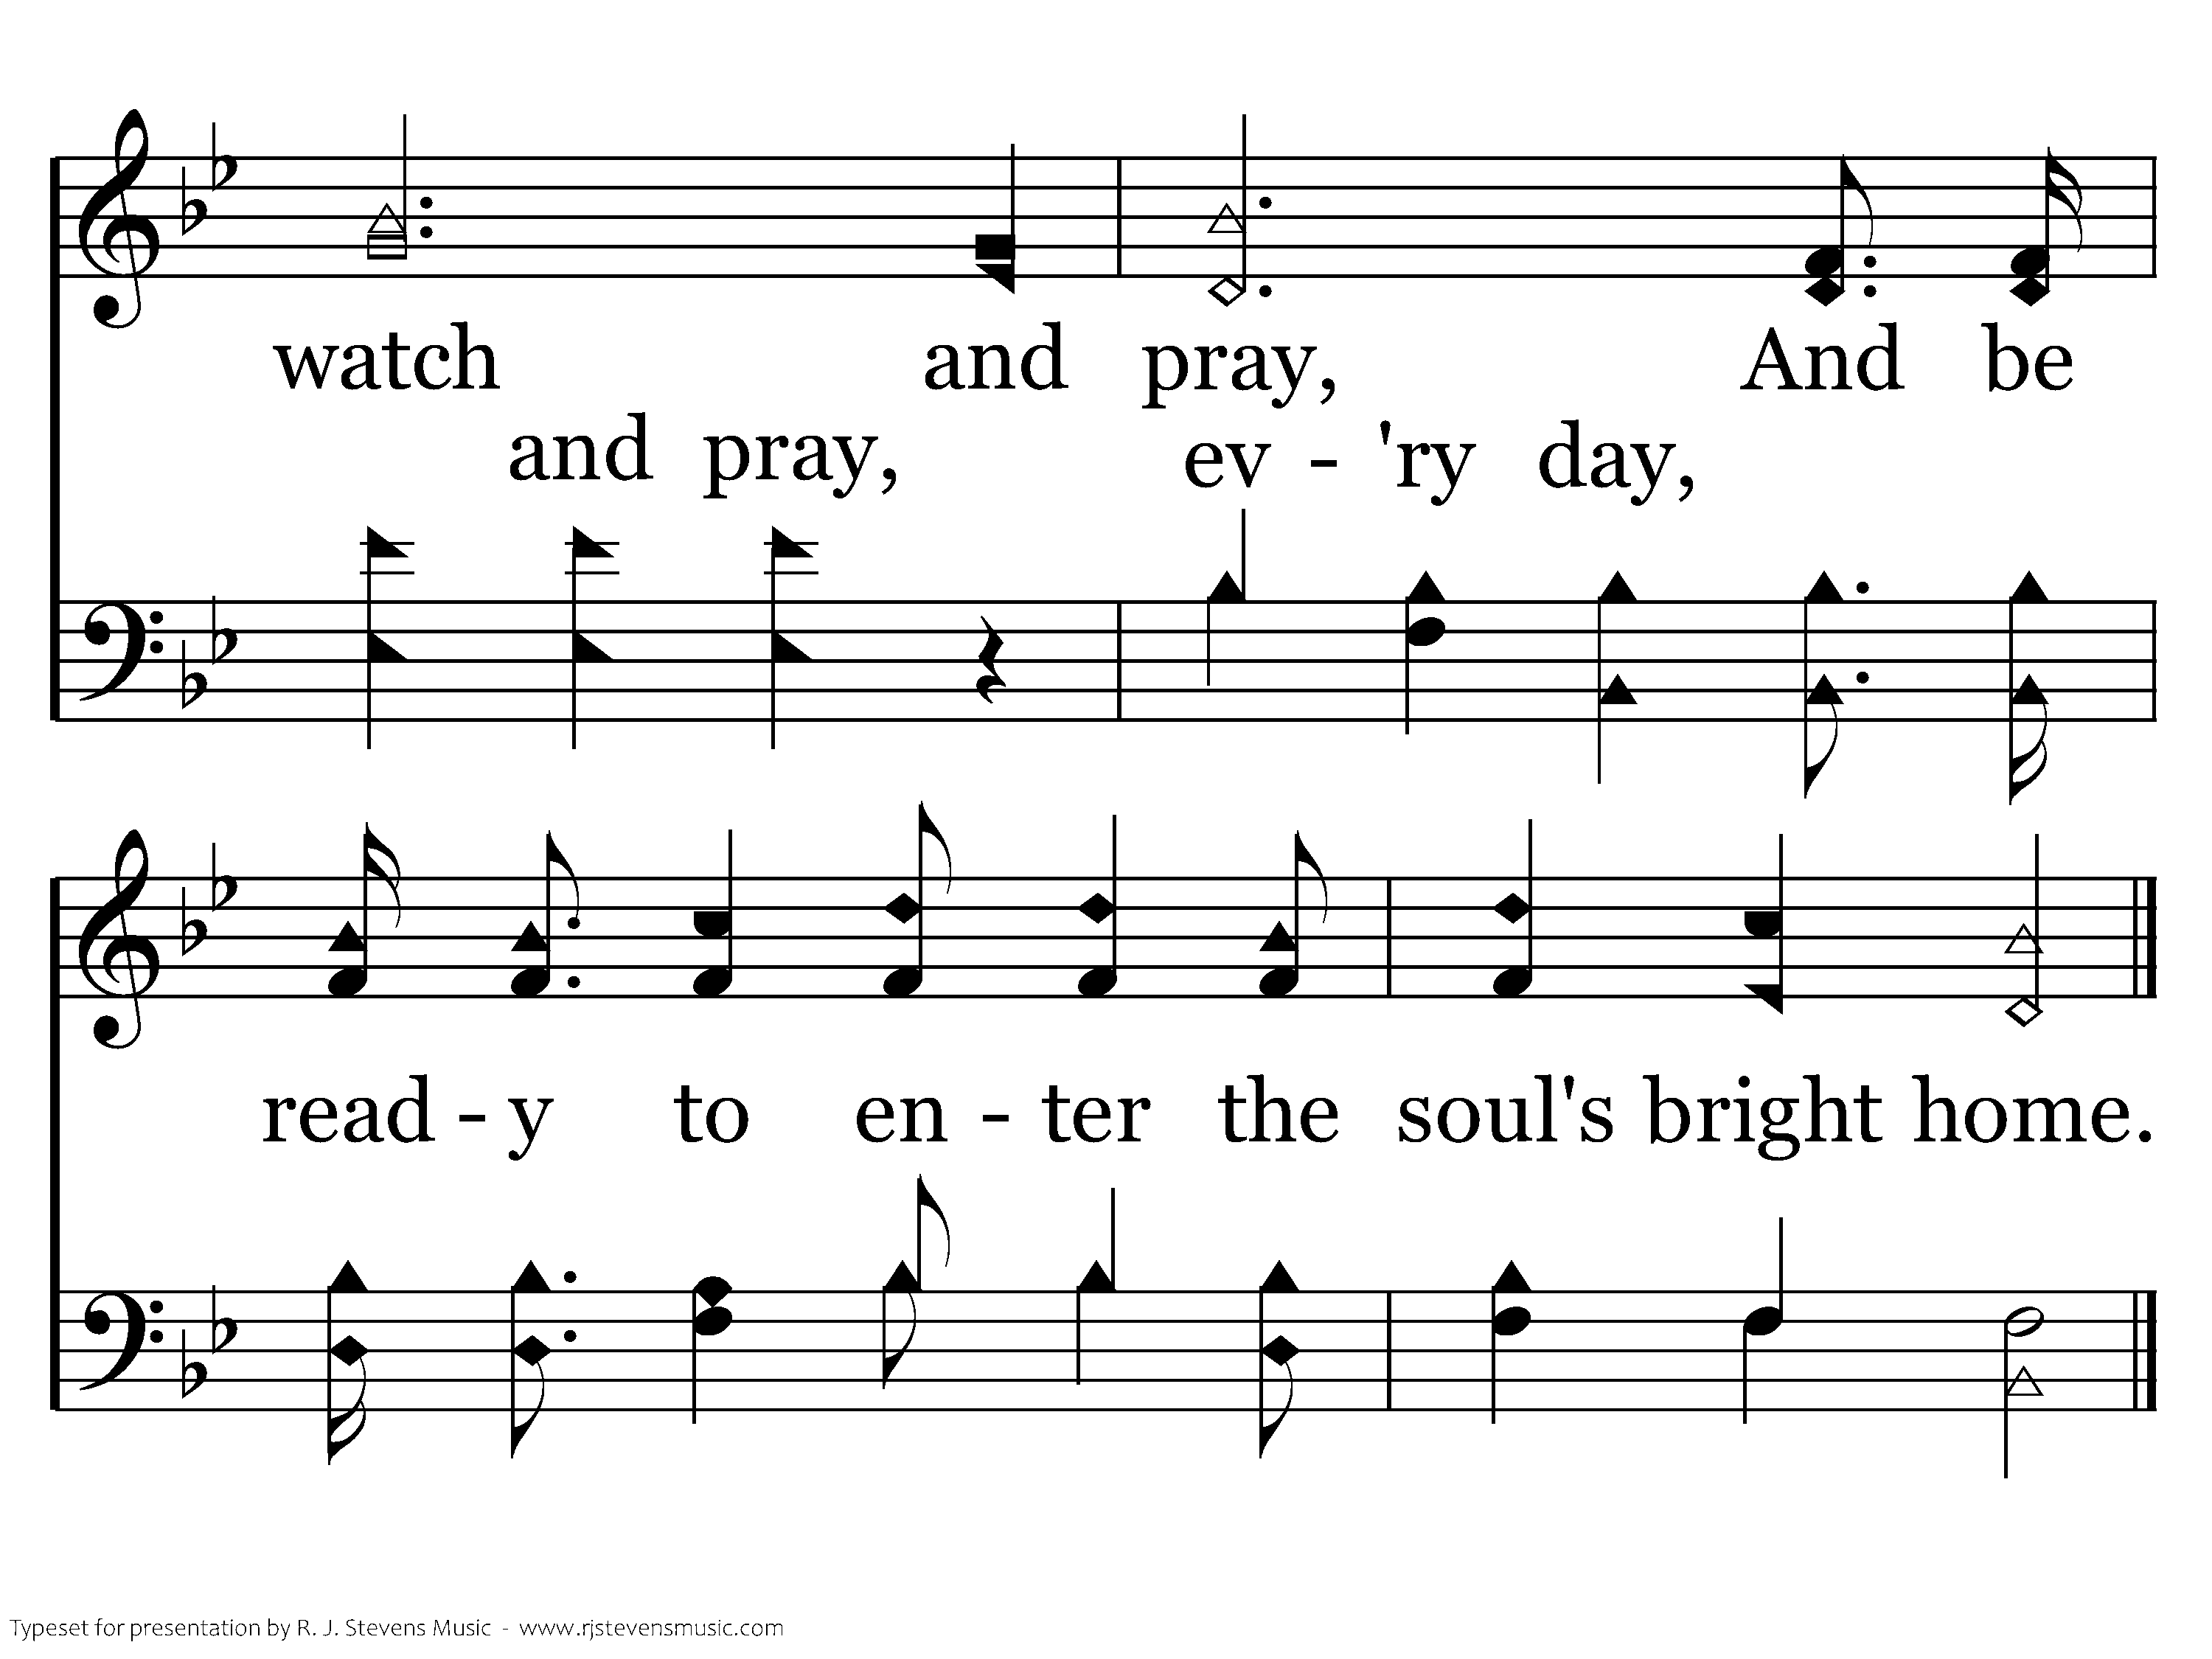 watch and pray, And be
and pray, ev - 'ry day,
read - y to en - ter the soul's bright home.
Typeset for presentation by R. J. Stevens Music - www.rjstevensmusic.com